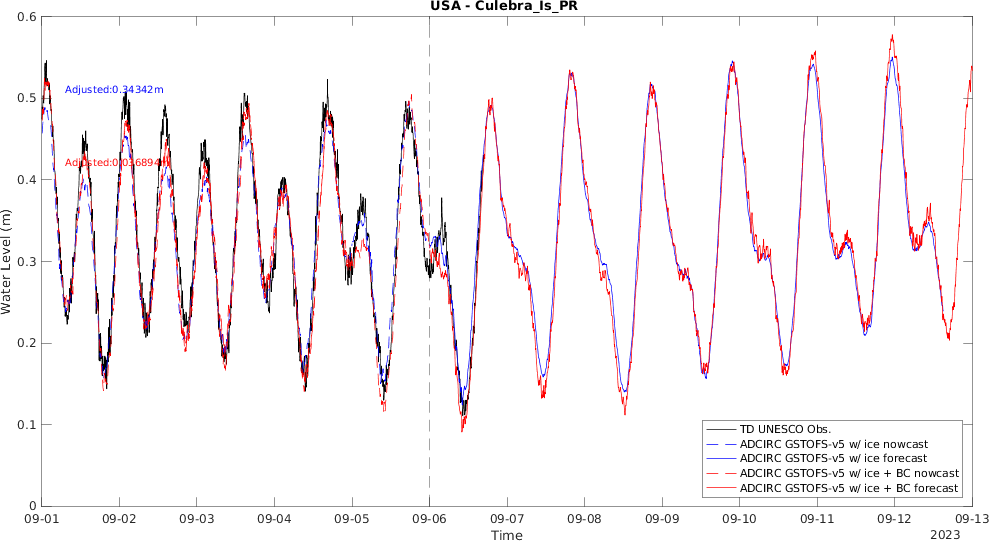 USA - Culebra_Is_PR
0.6
0.5
0.4
0.3
0.2
0.1
0
Water Level (m)
Adjusted:0.34342m
Adjusted:0.036894m
TD UNESCO Obs.
ADCIRC GSTOFS-v5 w/ ice nowcast
ADCIRC GSTOFS-v5 w/ ice forecast
ADCIRC GSTOFS-v5 w/ ice + BC nowcast
ADCIRC GSTOFS-v5 w/ ice + BC forecast
09-01 09-02 09-03 09-04 09-05 09-06 09-07 09-08 09-09 09-10 09-11 09-12 09-13
Time
2023